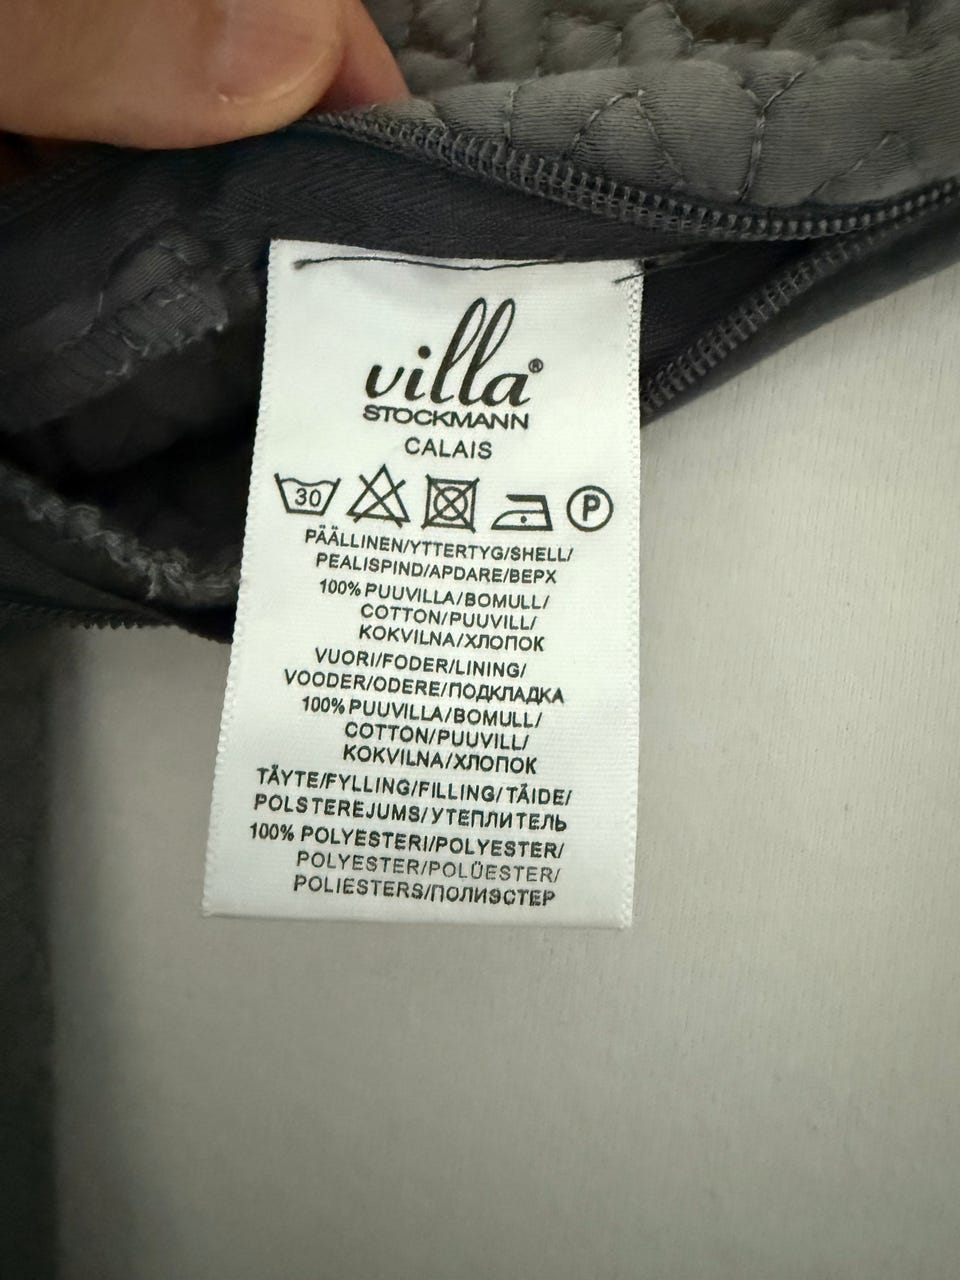 villa®
STOCKMANN
CALAIS
30 P
PÄÄLLINEN/YTTERTYG/SHELL/
PEALISPIND/APDARE/ВЕРХ
100% PUUVILLA/BOMULL/
COTTON/PUUVILL/
KOKVILNA/ХЛОПОК
VUORI/FODER/LINING/
VOODER/ODERE/ПОДКЛАДКА
100% PUUVILLA/BOMULL/
COTTON/PUUVILL/
KOKVILNA/ХЛОПОК
TÄYTE/FYLLING/FILLING/TÄIDE/
POLSTEREJUMS/УТЕПЛИТЕЛЬ
100% POLYESTERI/POLYESTER/
POLYESTER/POLÜESTER/
POLIESTERS/ПОЛИЭСТЕР